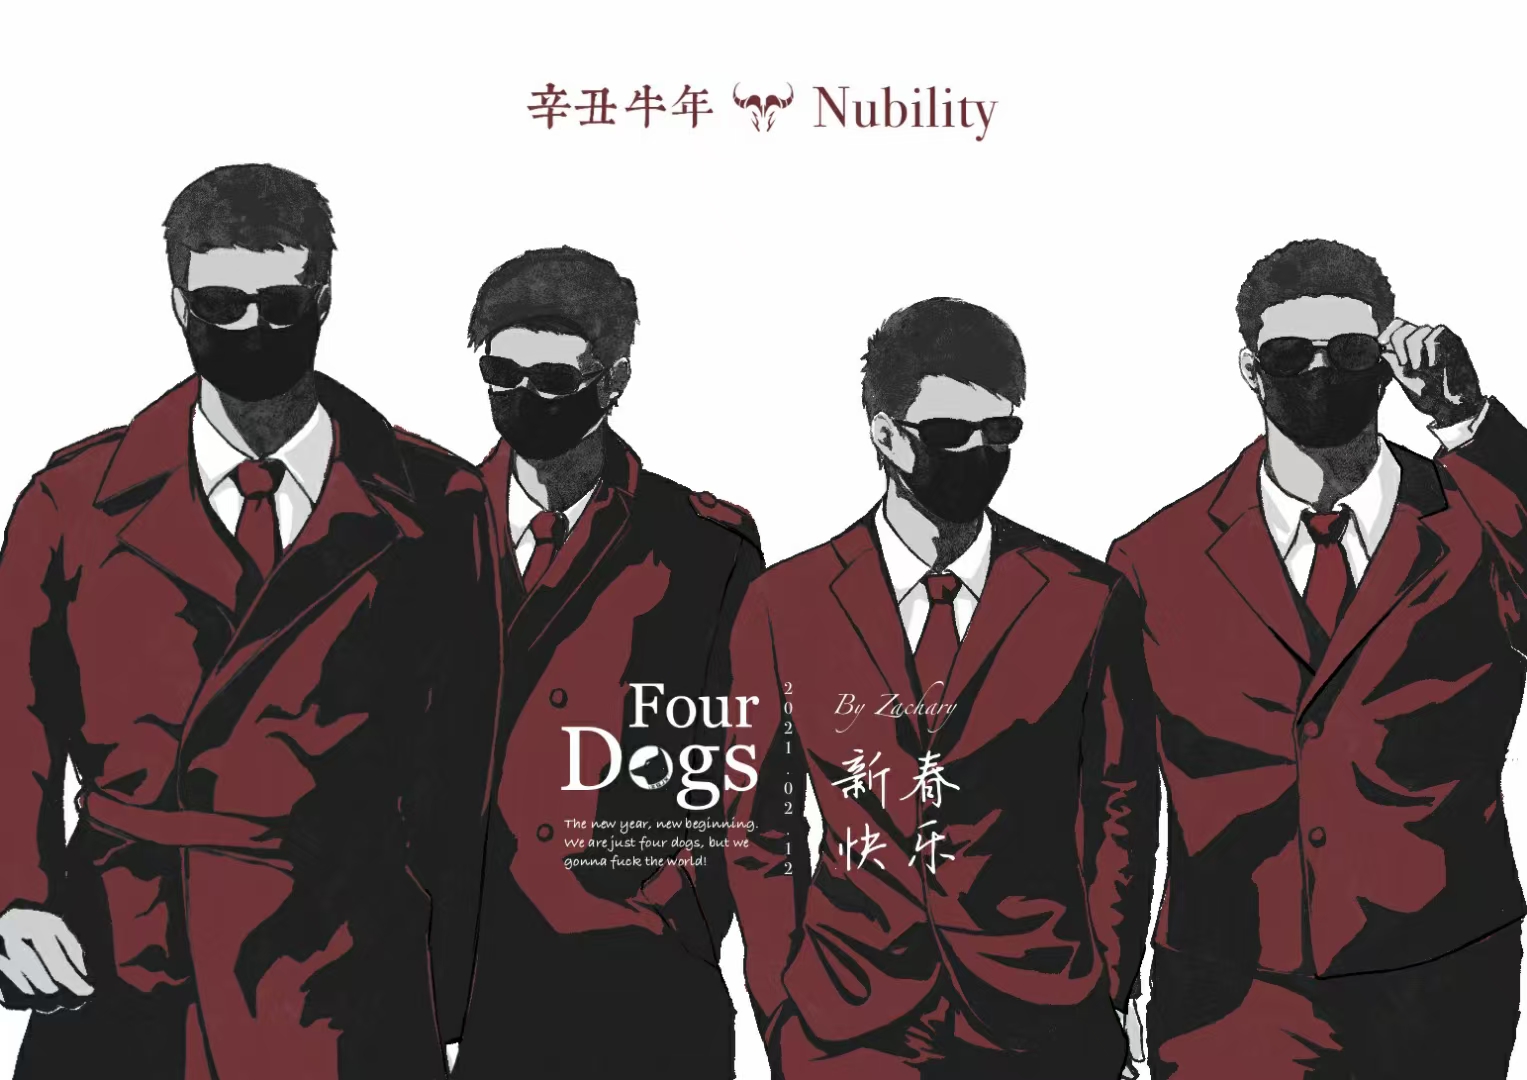 辛丑牛年 Nubility
Four
Dogs
The new year, new beginning.
We are just four dogs, but we
gonna fuck the world!
2021.02.12
By Zachary
新春
快乐